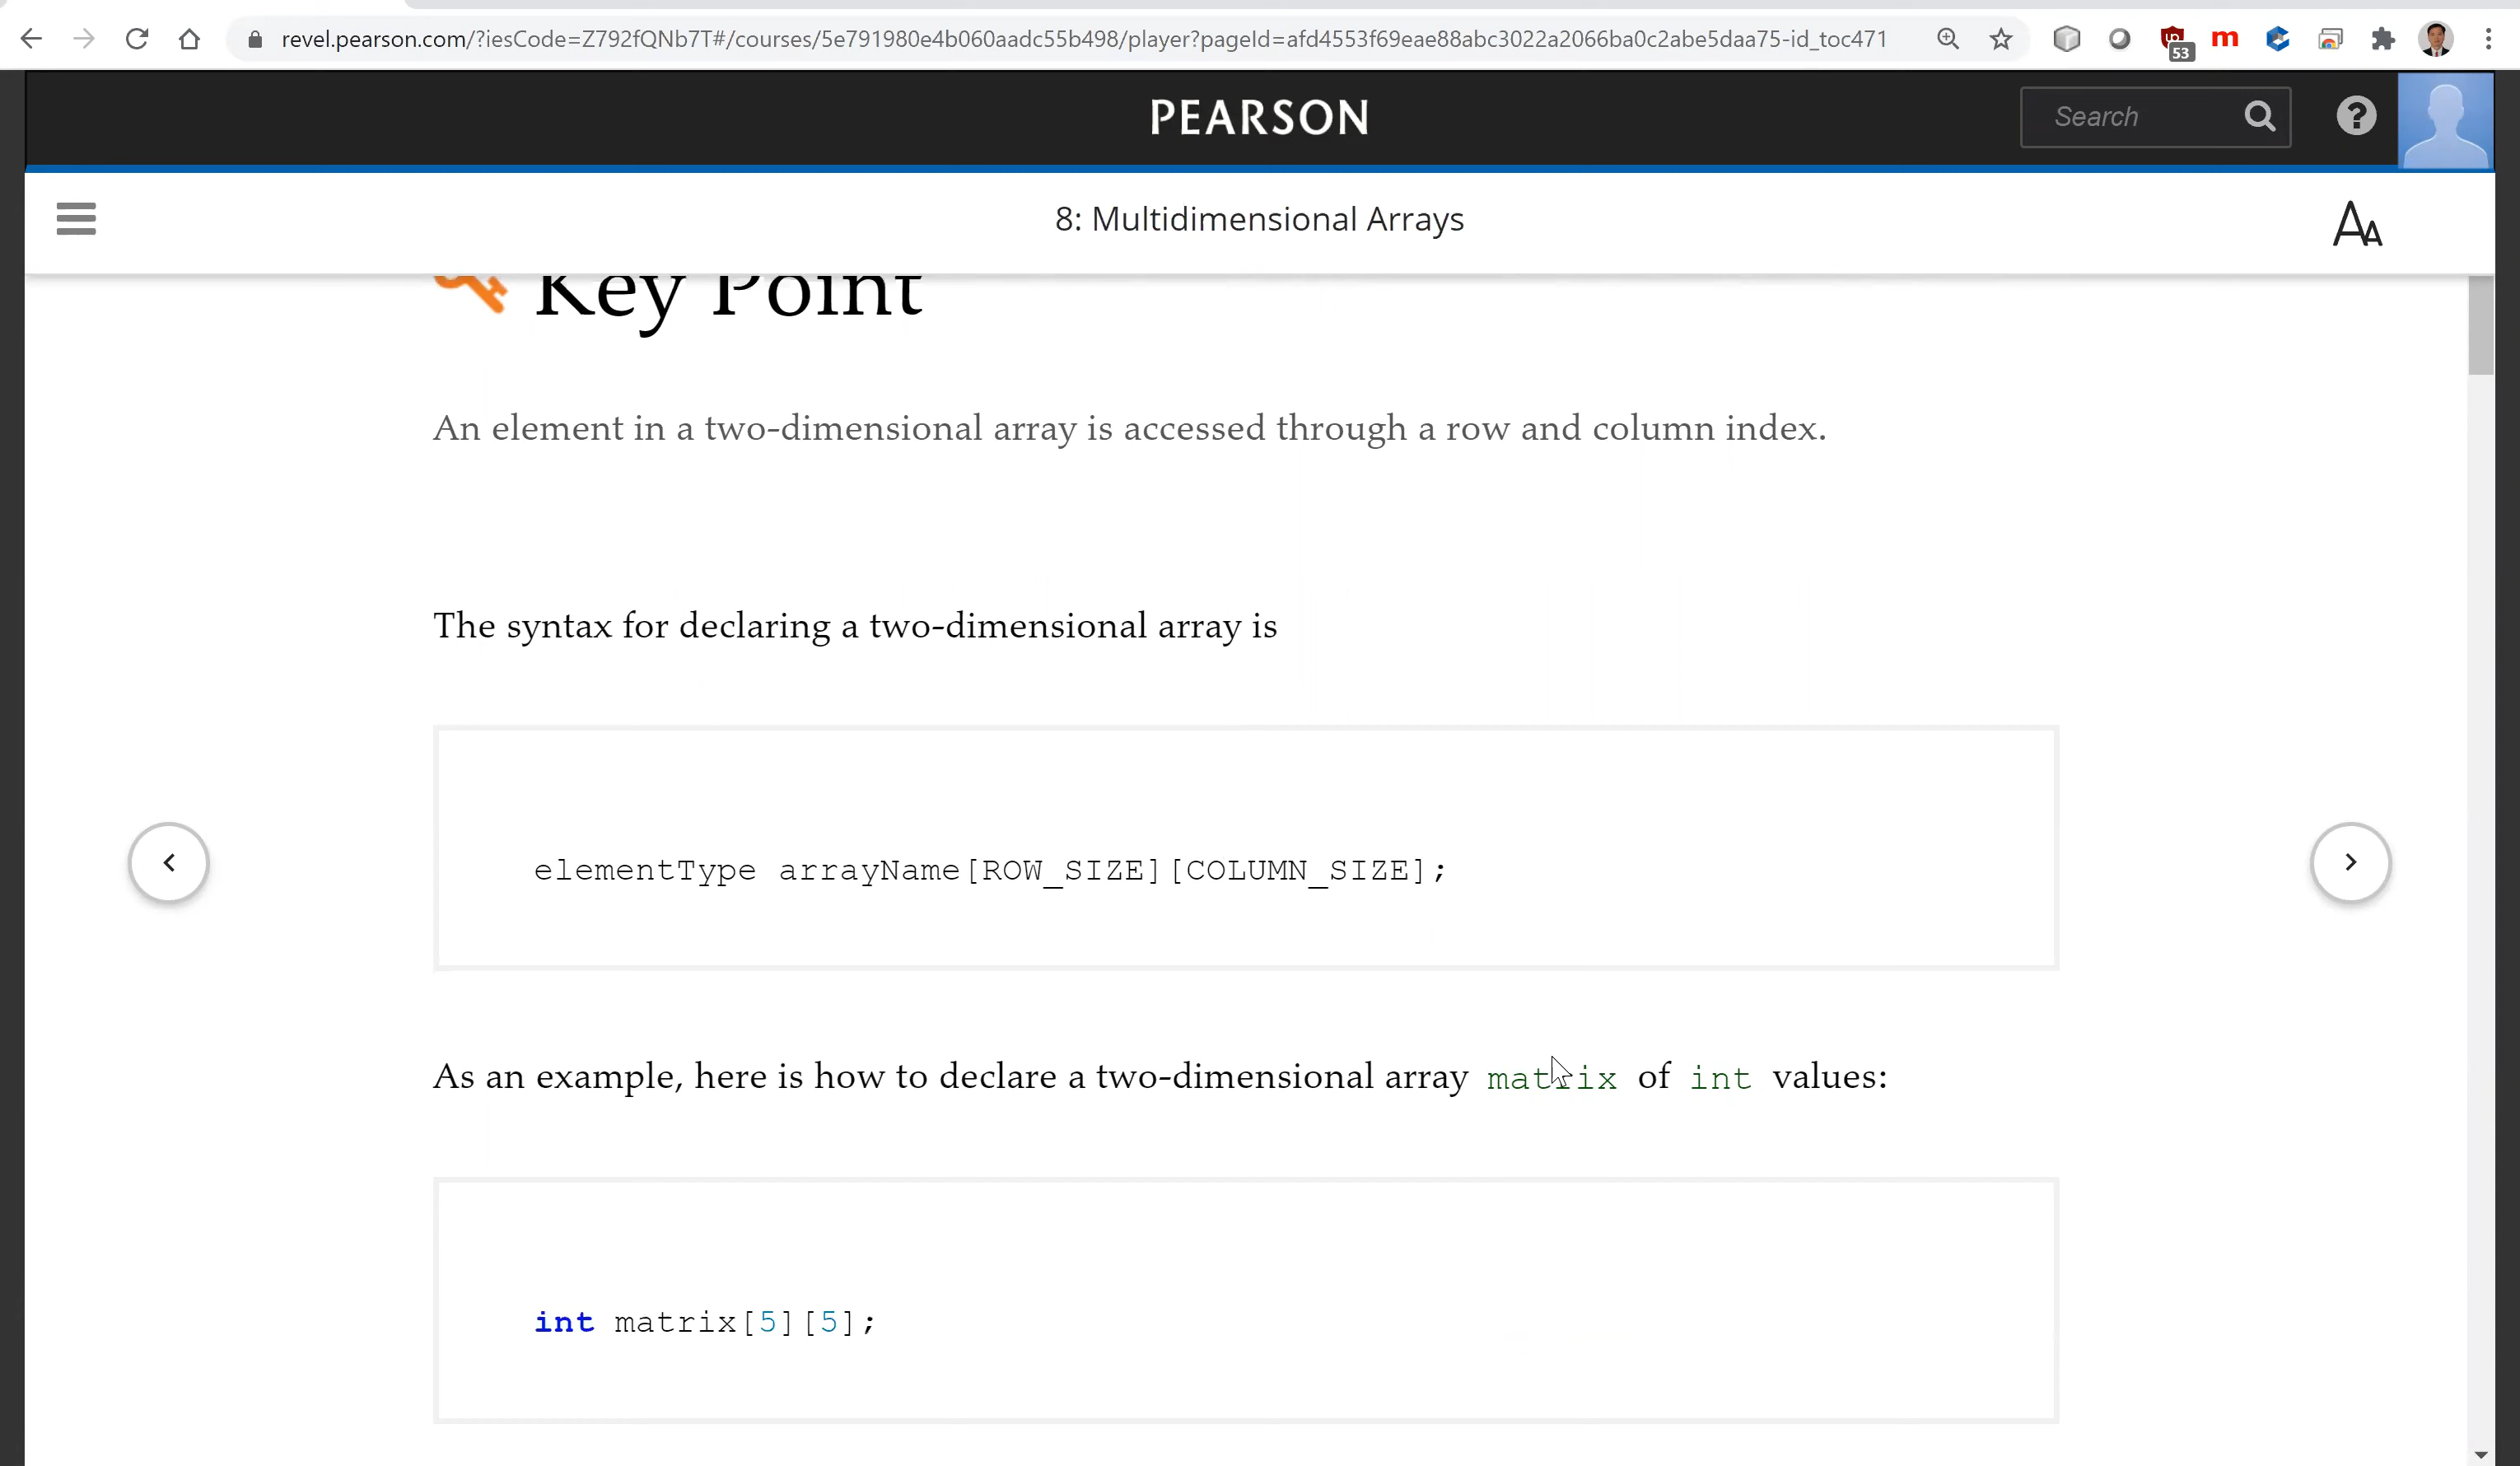 revel.pearson.com/?iesCode=Z792fQNb7T#/courses/5e791980e4b060aadc55b498/player?pageId=afd4553f69eae88abc3022a2066ba0c2abe5daa75-id_toc471
53
m
PEARSON
Search
?
8: Multidimensional Arrays
AA
Key Point
An element in a two-dimensional array is accessed through a row and column index.
The syntax for declaring a two-dimensional array is
elementType arrayName[ROW_SIZE][COLUMN_SIZE];
As an example, here is how to declare a two-dimensional array matrix of int values:
int matrix[5][5];